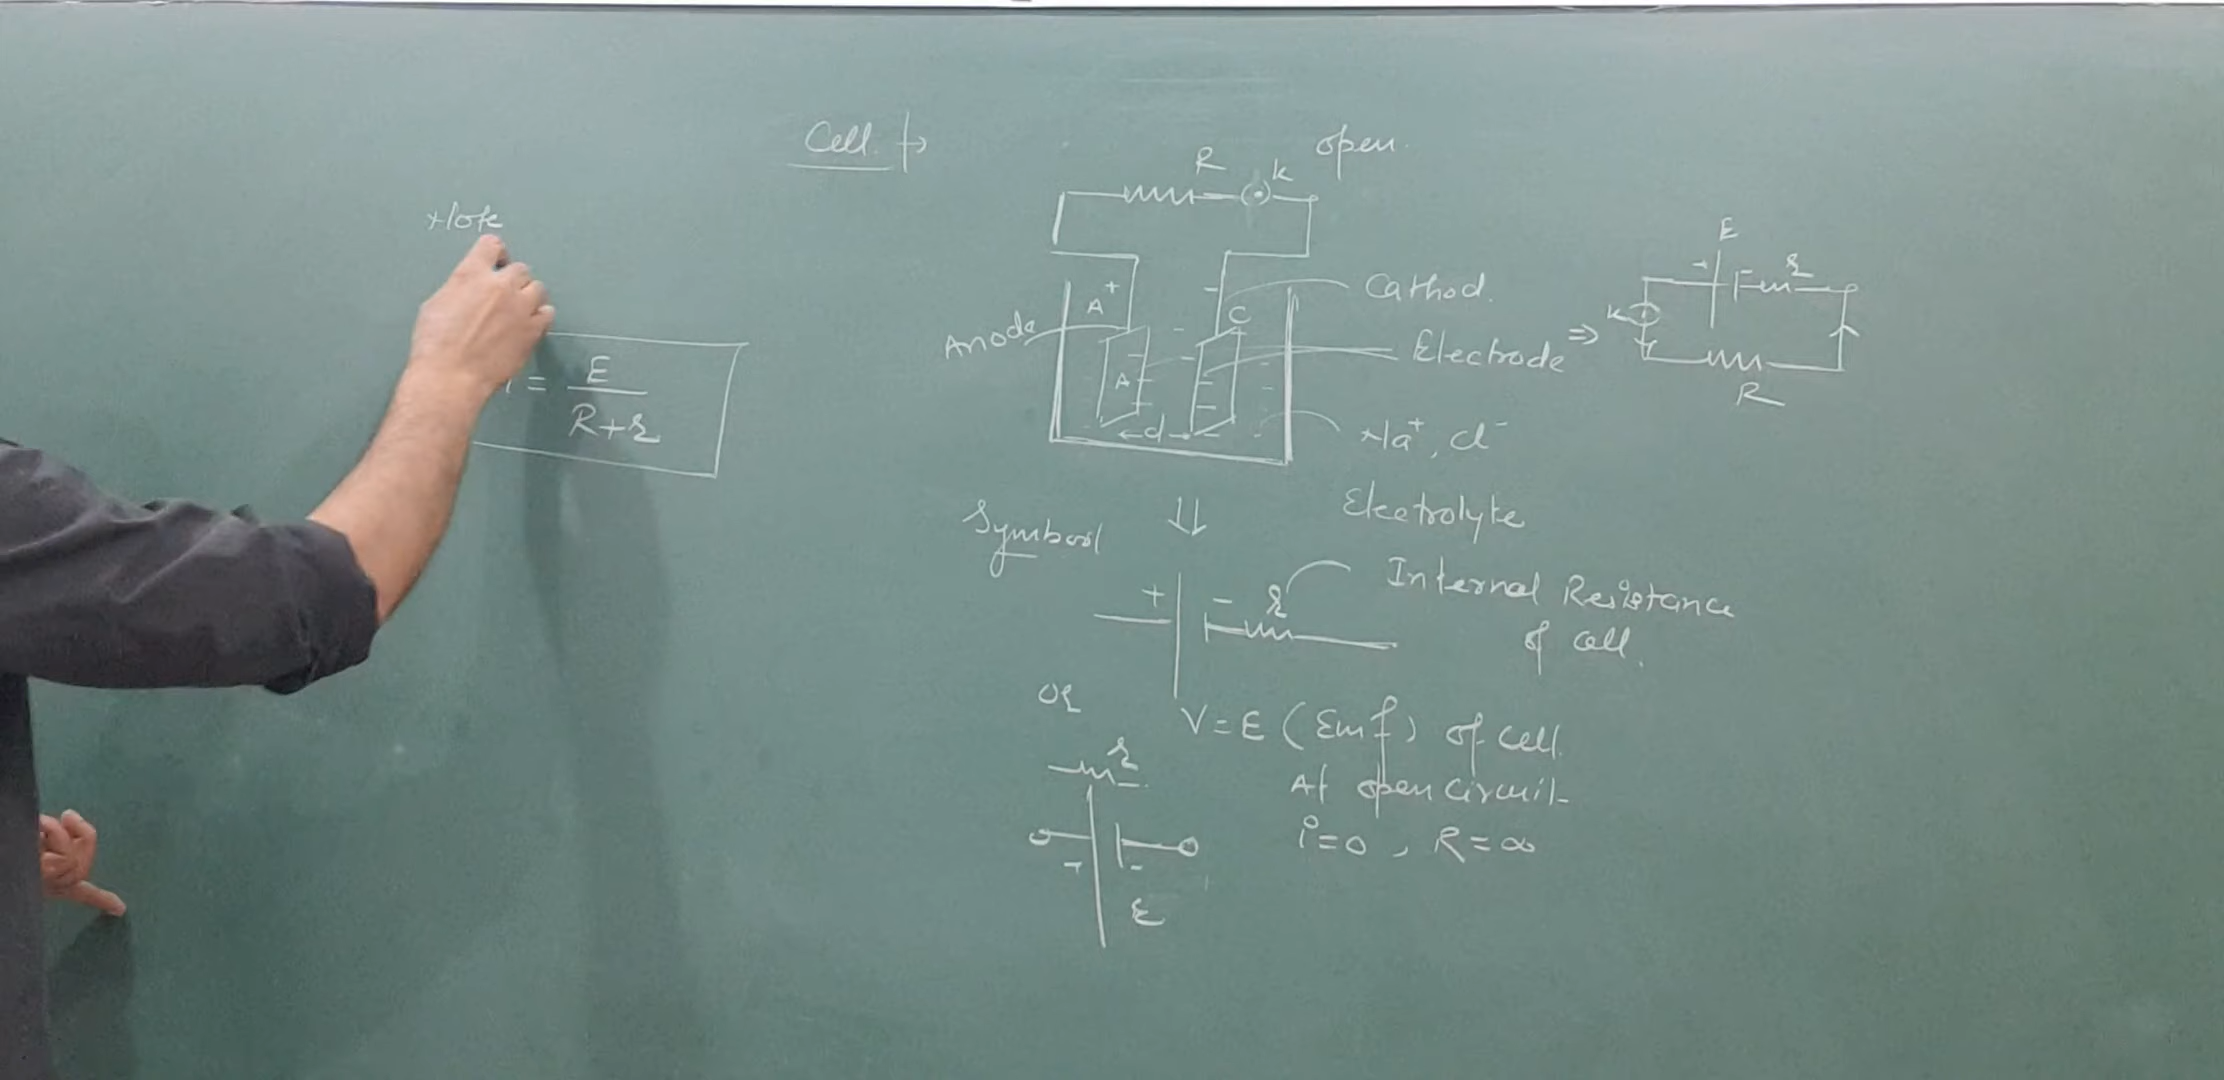 Note
i = E / (R+r)
Cell →
open.
R
k
A+
C
Cathod.
Anode
Electrode
A
d
Na+, Cl-
Electrolyte
⇒
E
+ - r
K
R
Symbosl
⇓
+ - r
Internal Resistance
of cell.
or
V=E (Emf) of cell.
At open circuit
i=0, R=∞
r
+ -
E